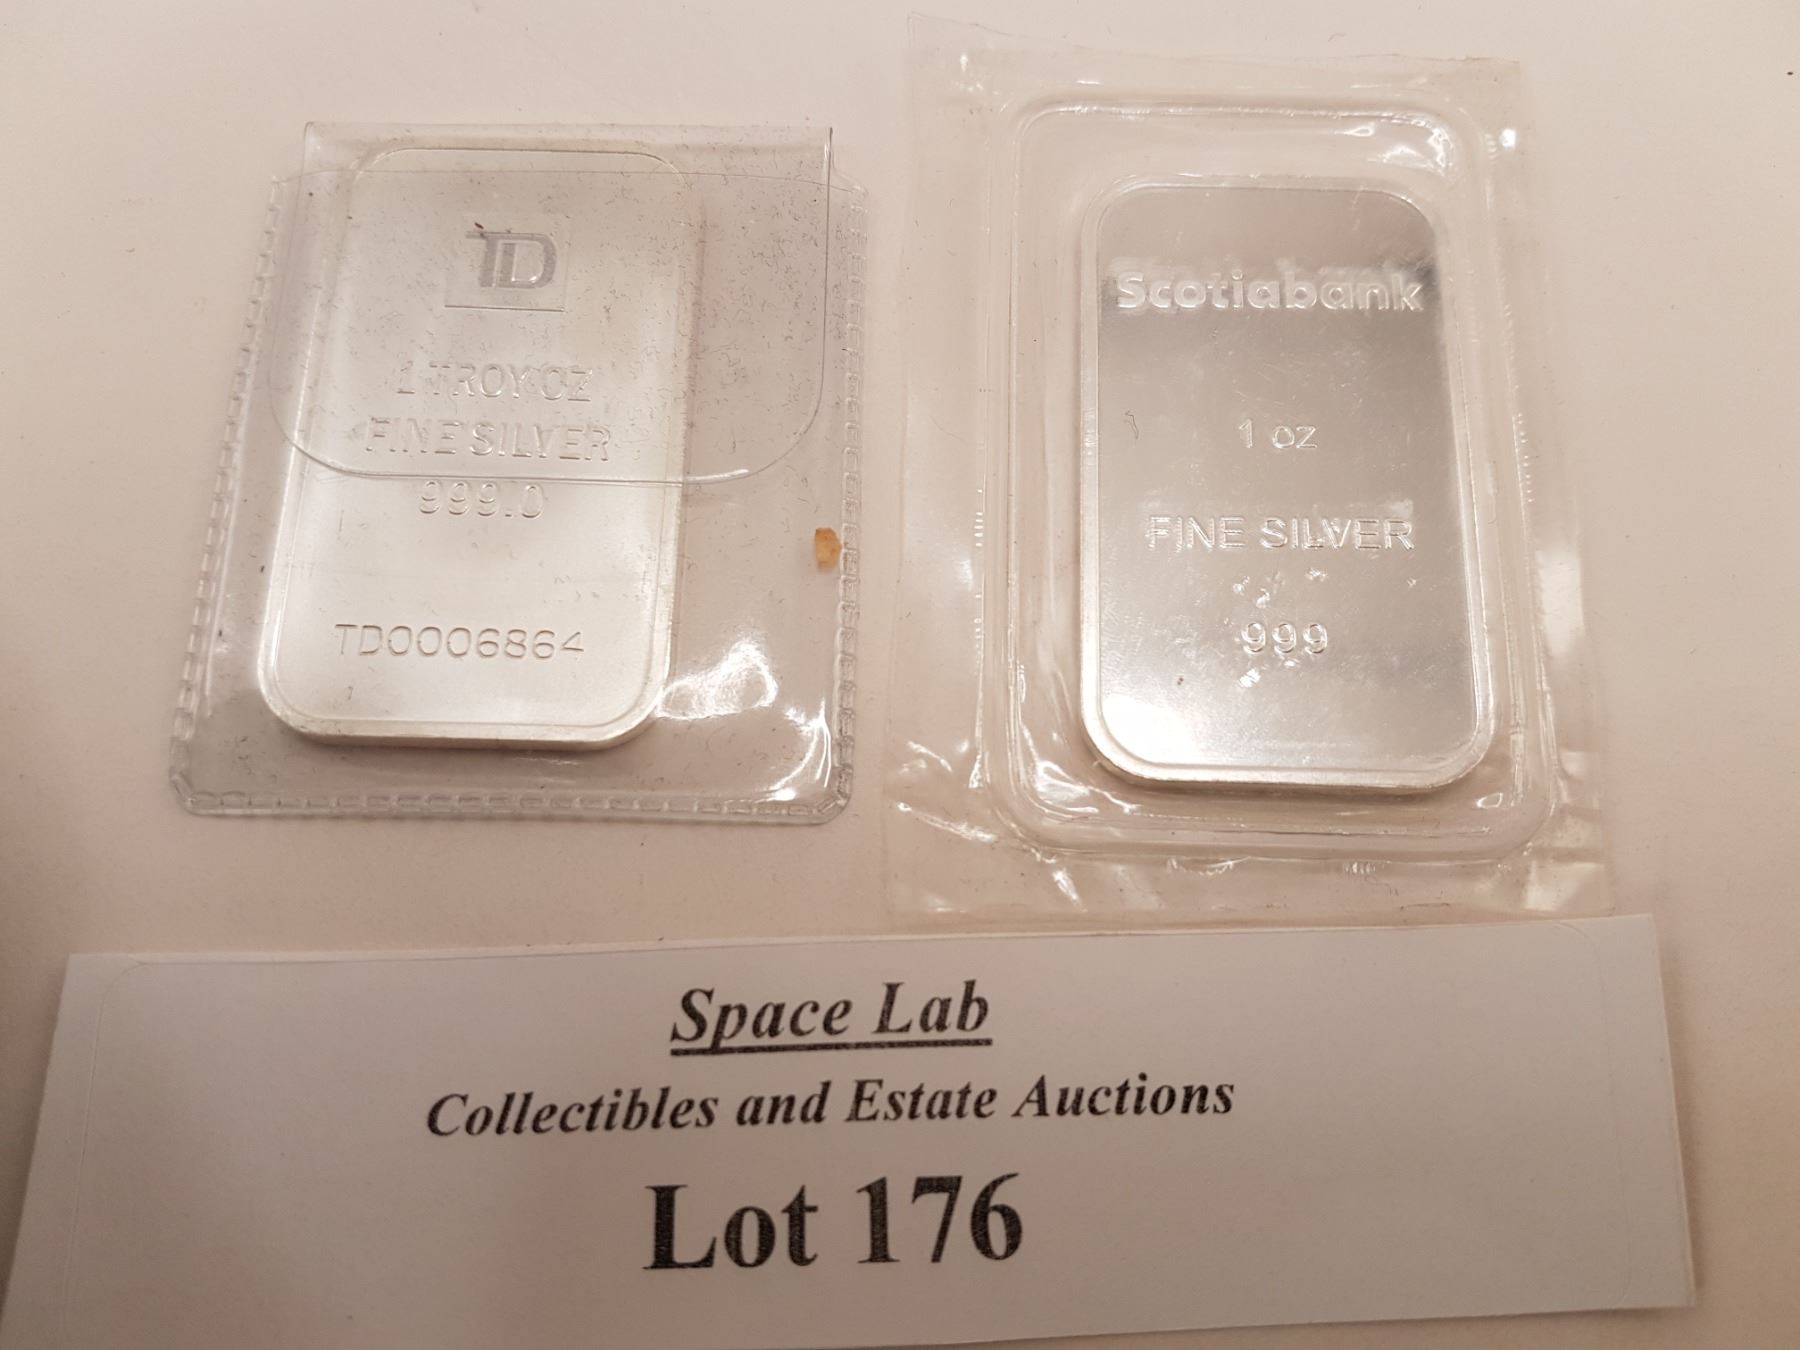 TD
1 TROY OZ
FINE SILVER
999.0
TD0006864
Scotiabank
1 oz
FINE SILVER
999
Space Lab
Collectibles and Estate Auctions
Lot 176